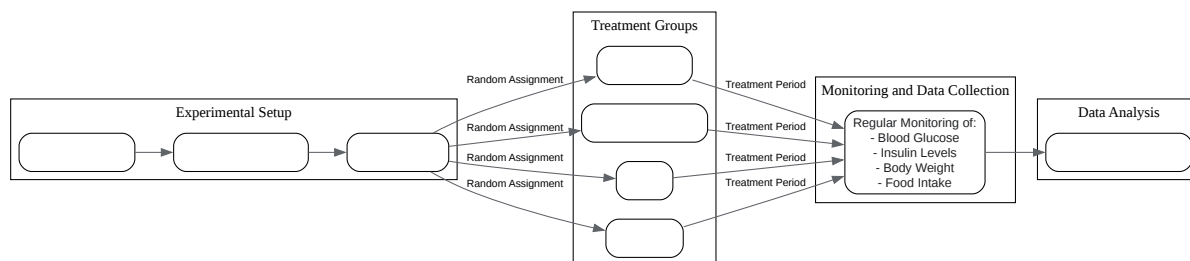 Treatment Groups
Experimental Setup
Random Assignment
Random Assignment
Random Assignment
Random Assignment
Treatment Period
Treatment Period
Treatment Period
Treatment Period
Monitoring and Data Collection
Regular Monitoring of:
- Blood Glucose
- Insulin Levels
- Body Weight
- Food Intake
Data Analysis